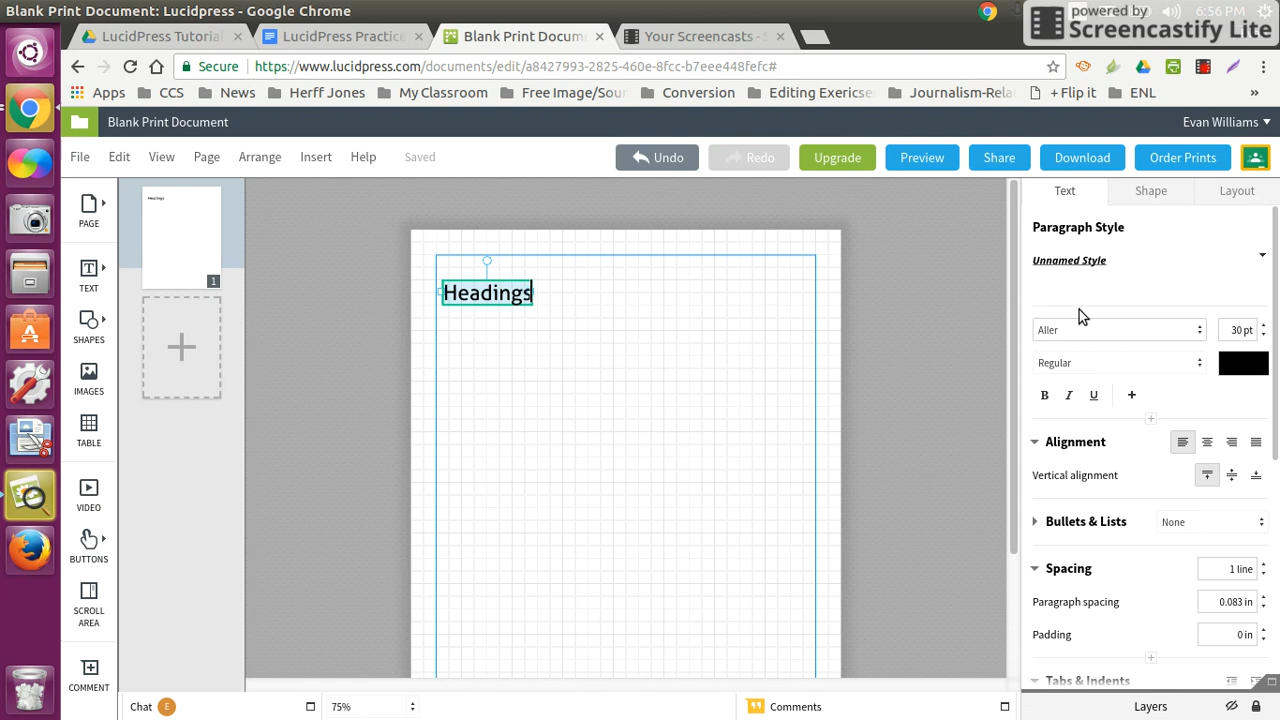 Blank Print Document: Lucidpress - Google Chrome
6:56 PM
powered by
Screencastify Lite
LucidPress Tutorial
LucidPress Practice
Blank Print Docum
Your Screencasts - S
Secure
https://www.lucidpress.com/documents/edit/a8427993-2825-460e-8fcc-b7eee448fefc#
Apps
CCS
News
Herff Jones
My Classroom
Free Image/Soun
Conversion
Editing Exericses
Journalism-Rela
+ Flip it
ENL
»
Blank Print Document
Evan Williams
File
Edit
View
Page
Arrange
Insert
Help
Saved
Undo
Redo
Upgrade
Preview
Share
Download
Order Prints
PAGE
TEXT
SHAPES
IMAGES
TABLE
VIDEO
BUTTONS
SCROLL
AREA
COMMENT
Headings
1
Headings
Text
Shape
Layout
Paragraph Style
Unnamed Style
Aller
30 pt
Regular
B I U +
Alignment
Vertical alignment
Bullets & Lists
None
Spacing
1 line
Paragraph spacing
0.083 in
Padding
0 in
Tabs & Indents
Chat
E
75%
Comments
Layers